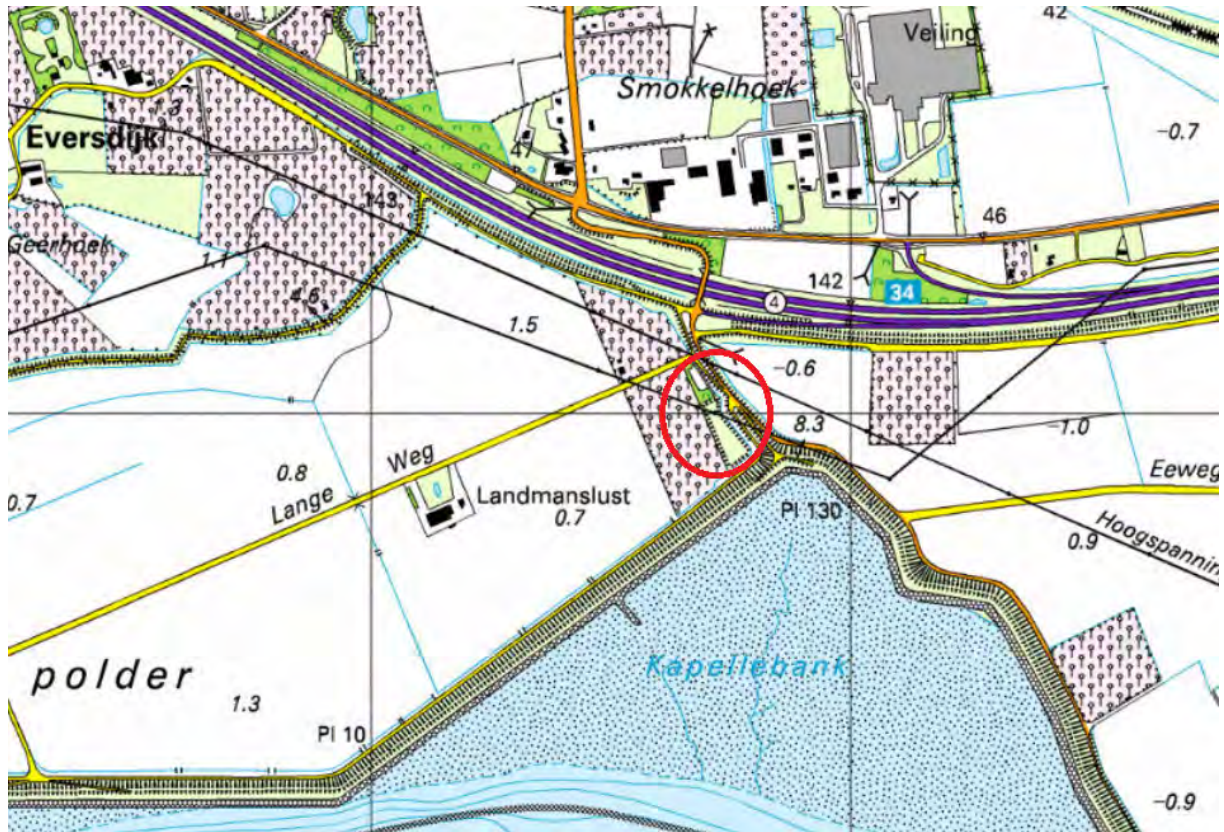 42
Veiling
Smokkelhoek
1.3
-0.7
Eversdijk
47
143
46
Geerhoek
1.1
142
34
4
4.6
1.5
-0.6
8.3
-1.0
Weg
0.8
Lange
Landmanslust
Eeweg
0.7
0.7
Pl 130
Hoogspannin
0.9
Kapellebank
polder
1.3
Pl 10
-0.9